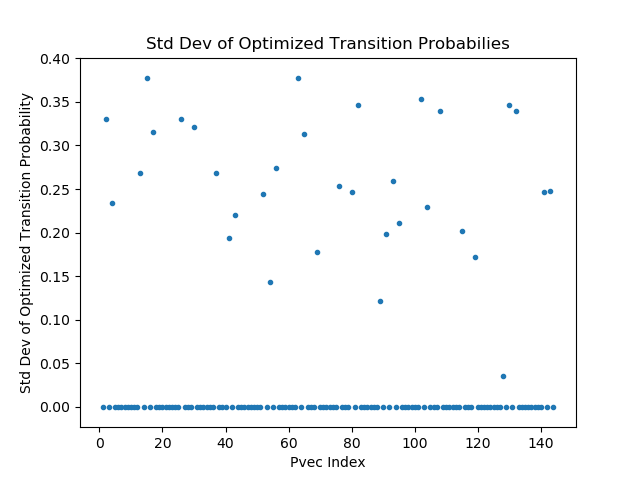 Std Dev of Optimized Transition Probabilies
Std Dev of Optimized Transition Probability
0.40
0.35
0.30
0.25
0.20
0.15
0.10
0.05
0.00
0 20 40 60 80 100 120 140
Pvec Index